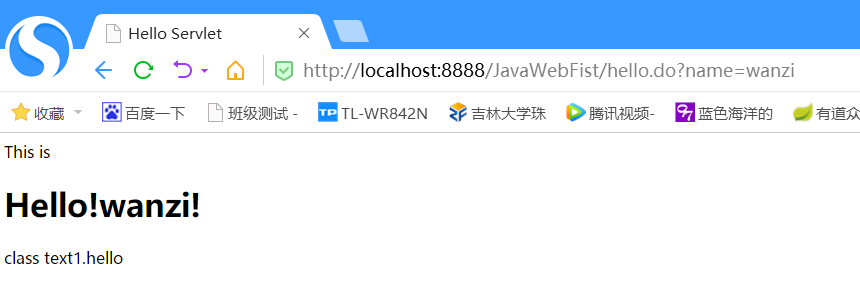 Hello Servlet
http://localhost:8888/JavaWebFist/hello.do?name=wanzi
收藏 百度一下 班级测试 - TP TL-WR842N 吉林大学珠 腾讯视频- 97 蓝色海洋的 有道众
This is
Hello!wanzi!
class text1.hello